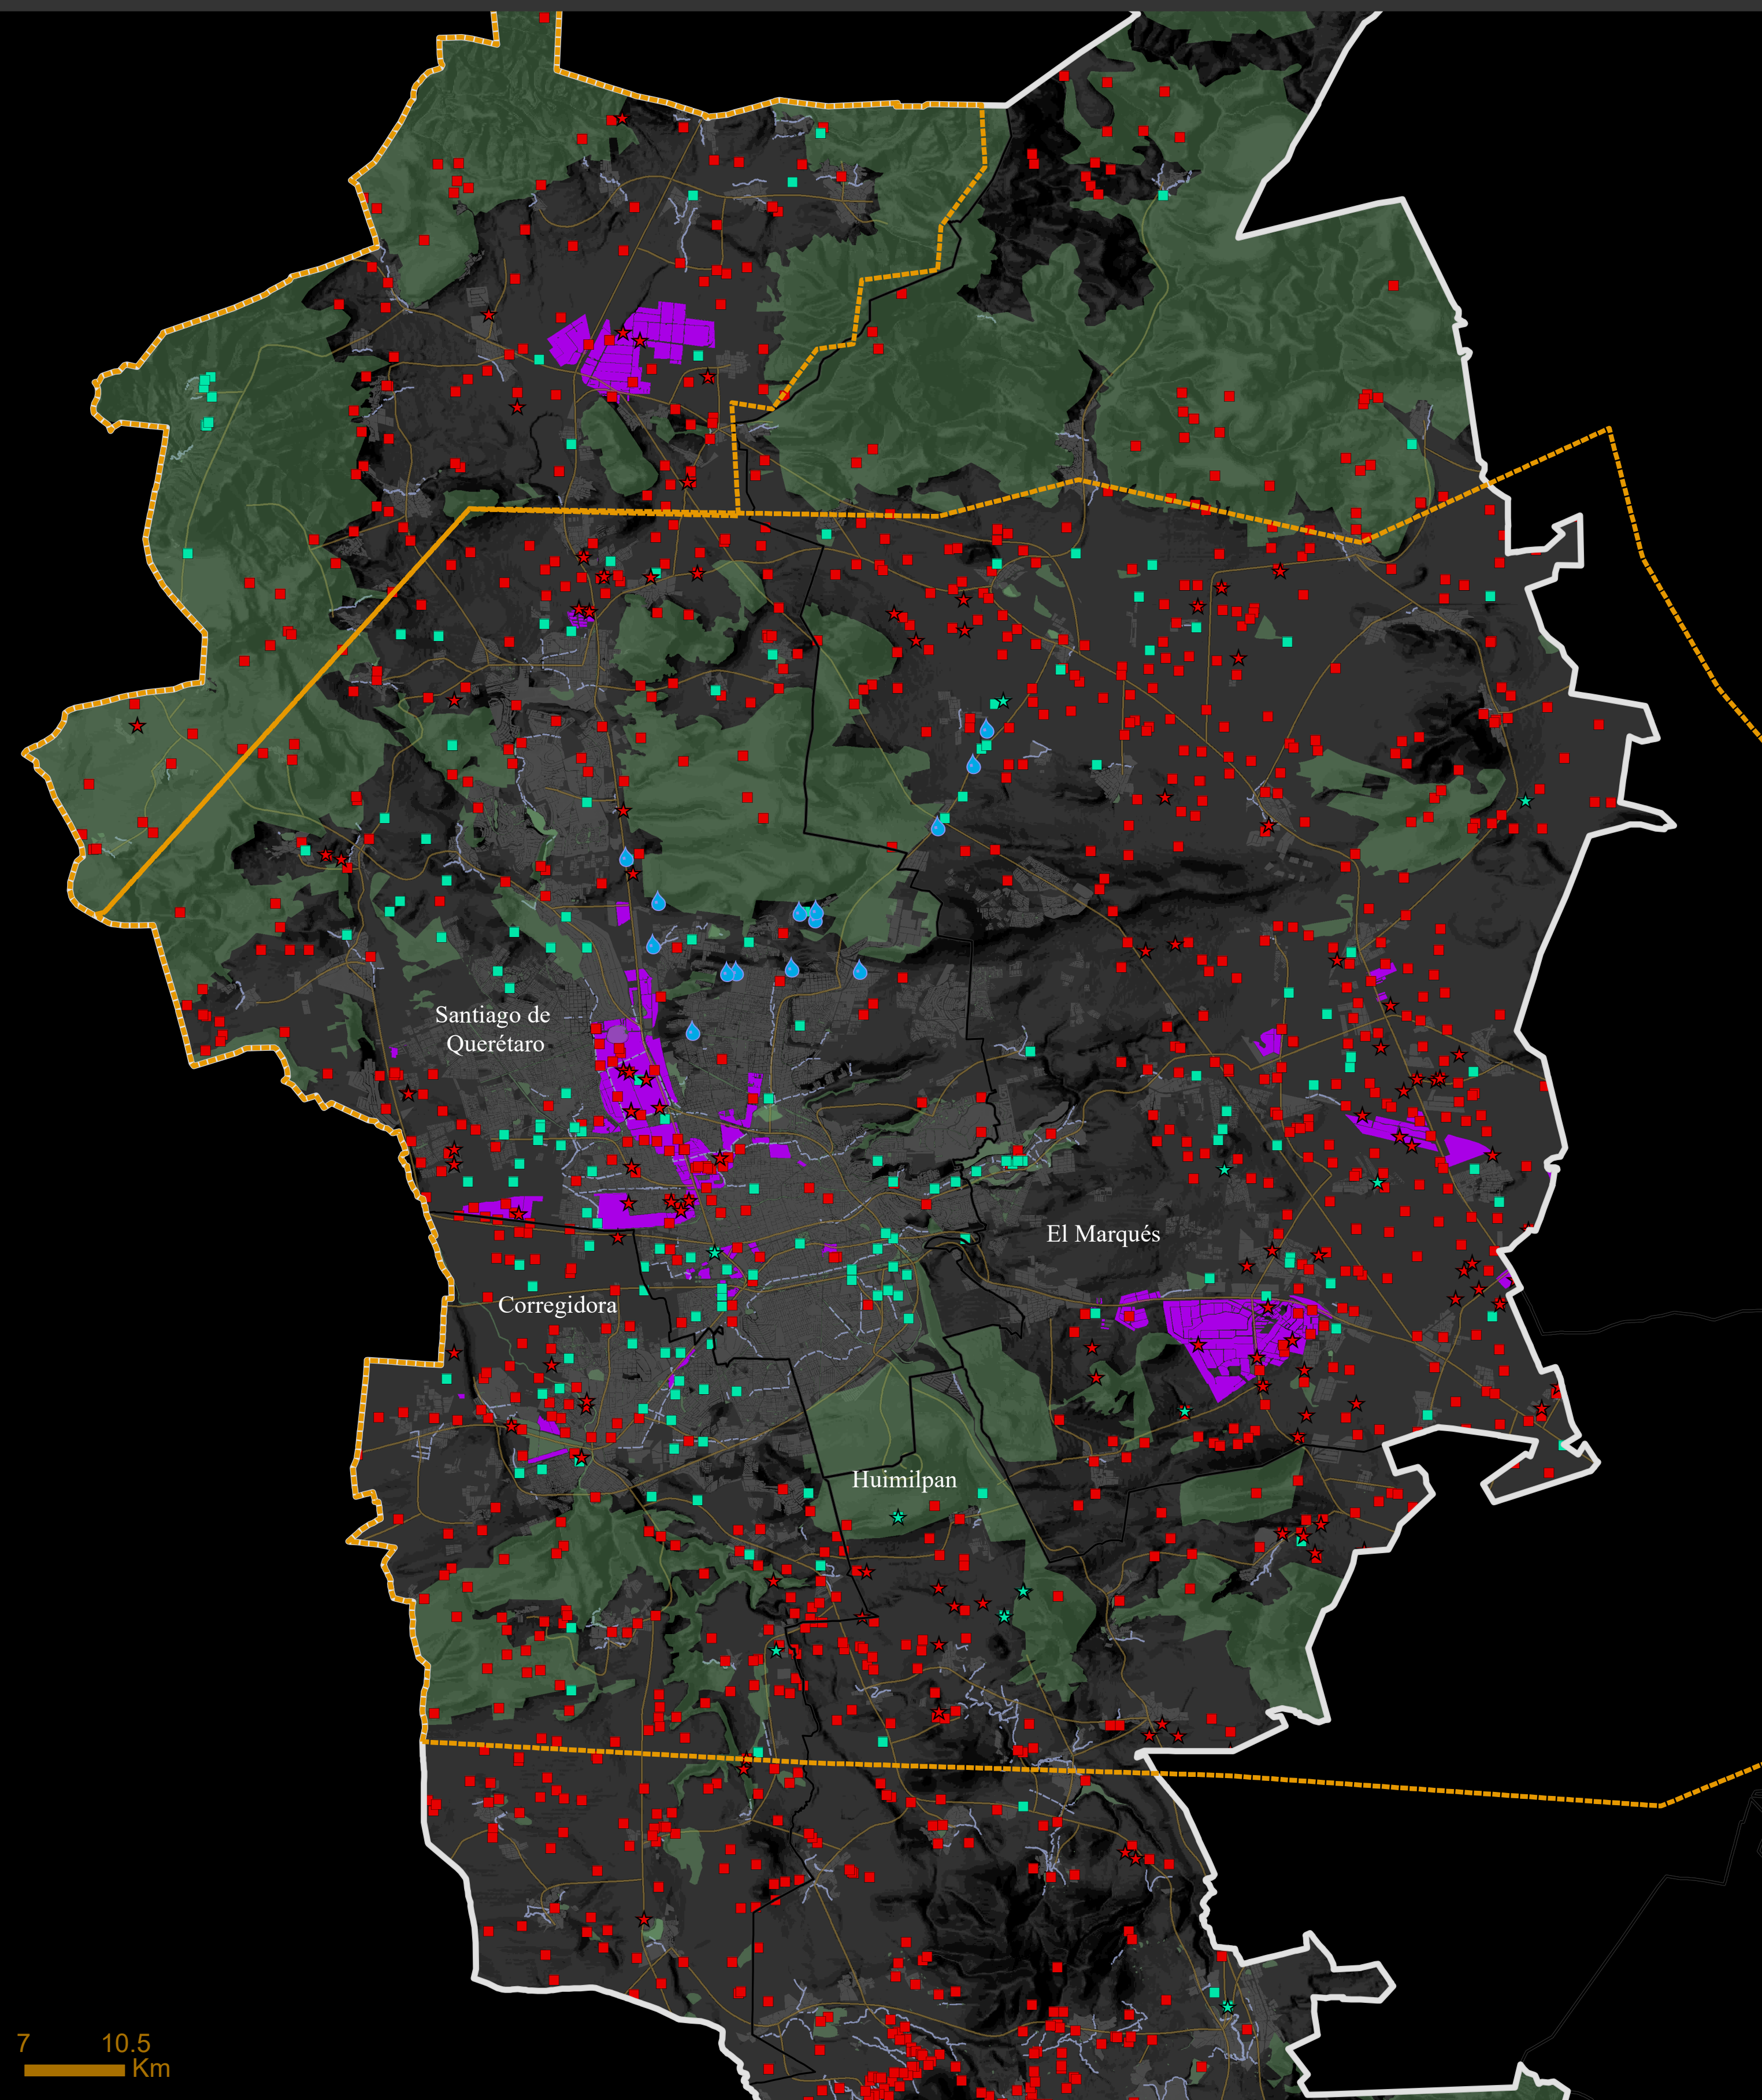 Santiago de
Querétaro
El Marqués
Corregidora
Huimilpan
7 10.5
Km